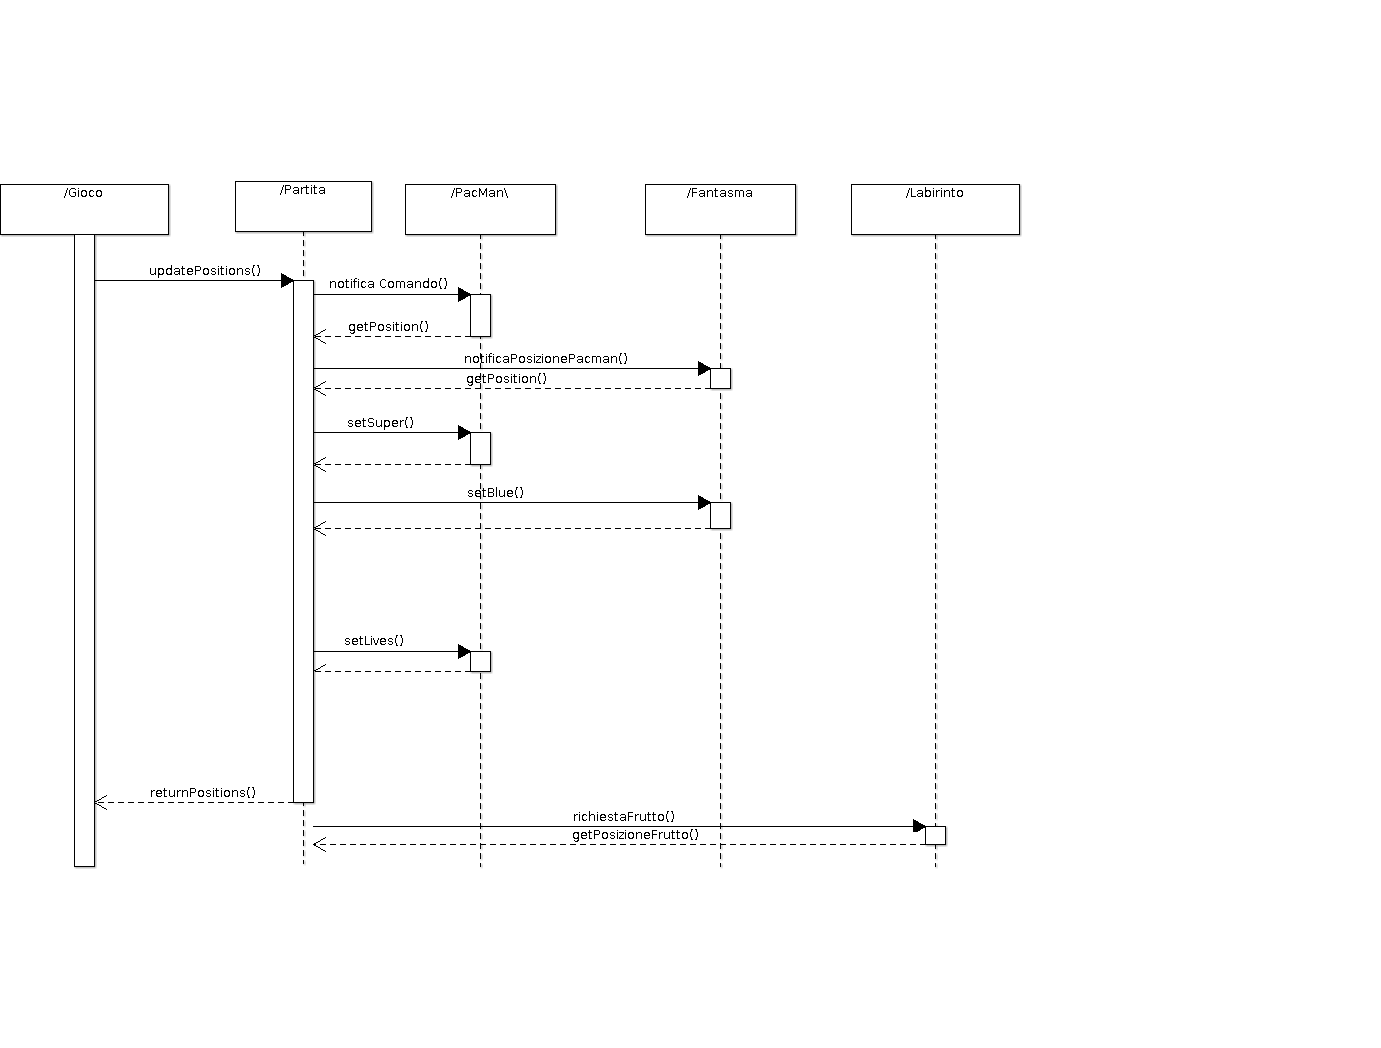 /Gioco
/Partita
/PacMan\
/Fantasma
/Labirinto
updatePositions()
notifica Comando()
getPosition()
notificaPosizionePacman()
getPosition()
setSuper()
setBlue()
setLives()
returnPositions()
richiestaFrutto()
getPosizioneFrutto()